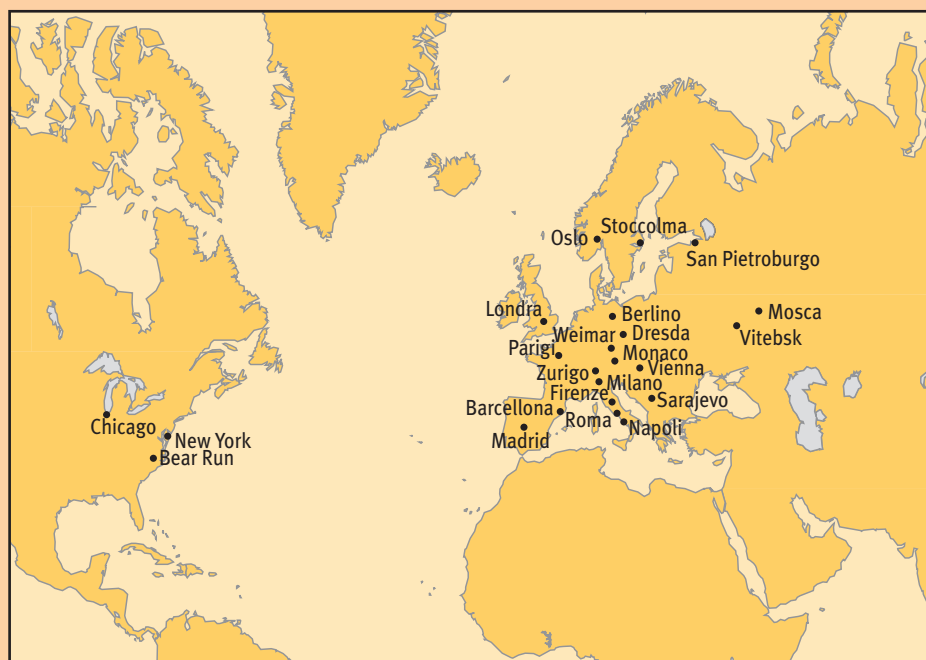 Stoccolma
Oslo
San Pietroburgo
Londra
Berlino
Mosca
Weimar
Dresda
Vitebsk
Parigi
Monaco
Zurigo
Vienna
Milano
Firenze
Sarajevo
Barcellona
Roma
Napoli
Madrid
Chicago
New York
Bear Run